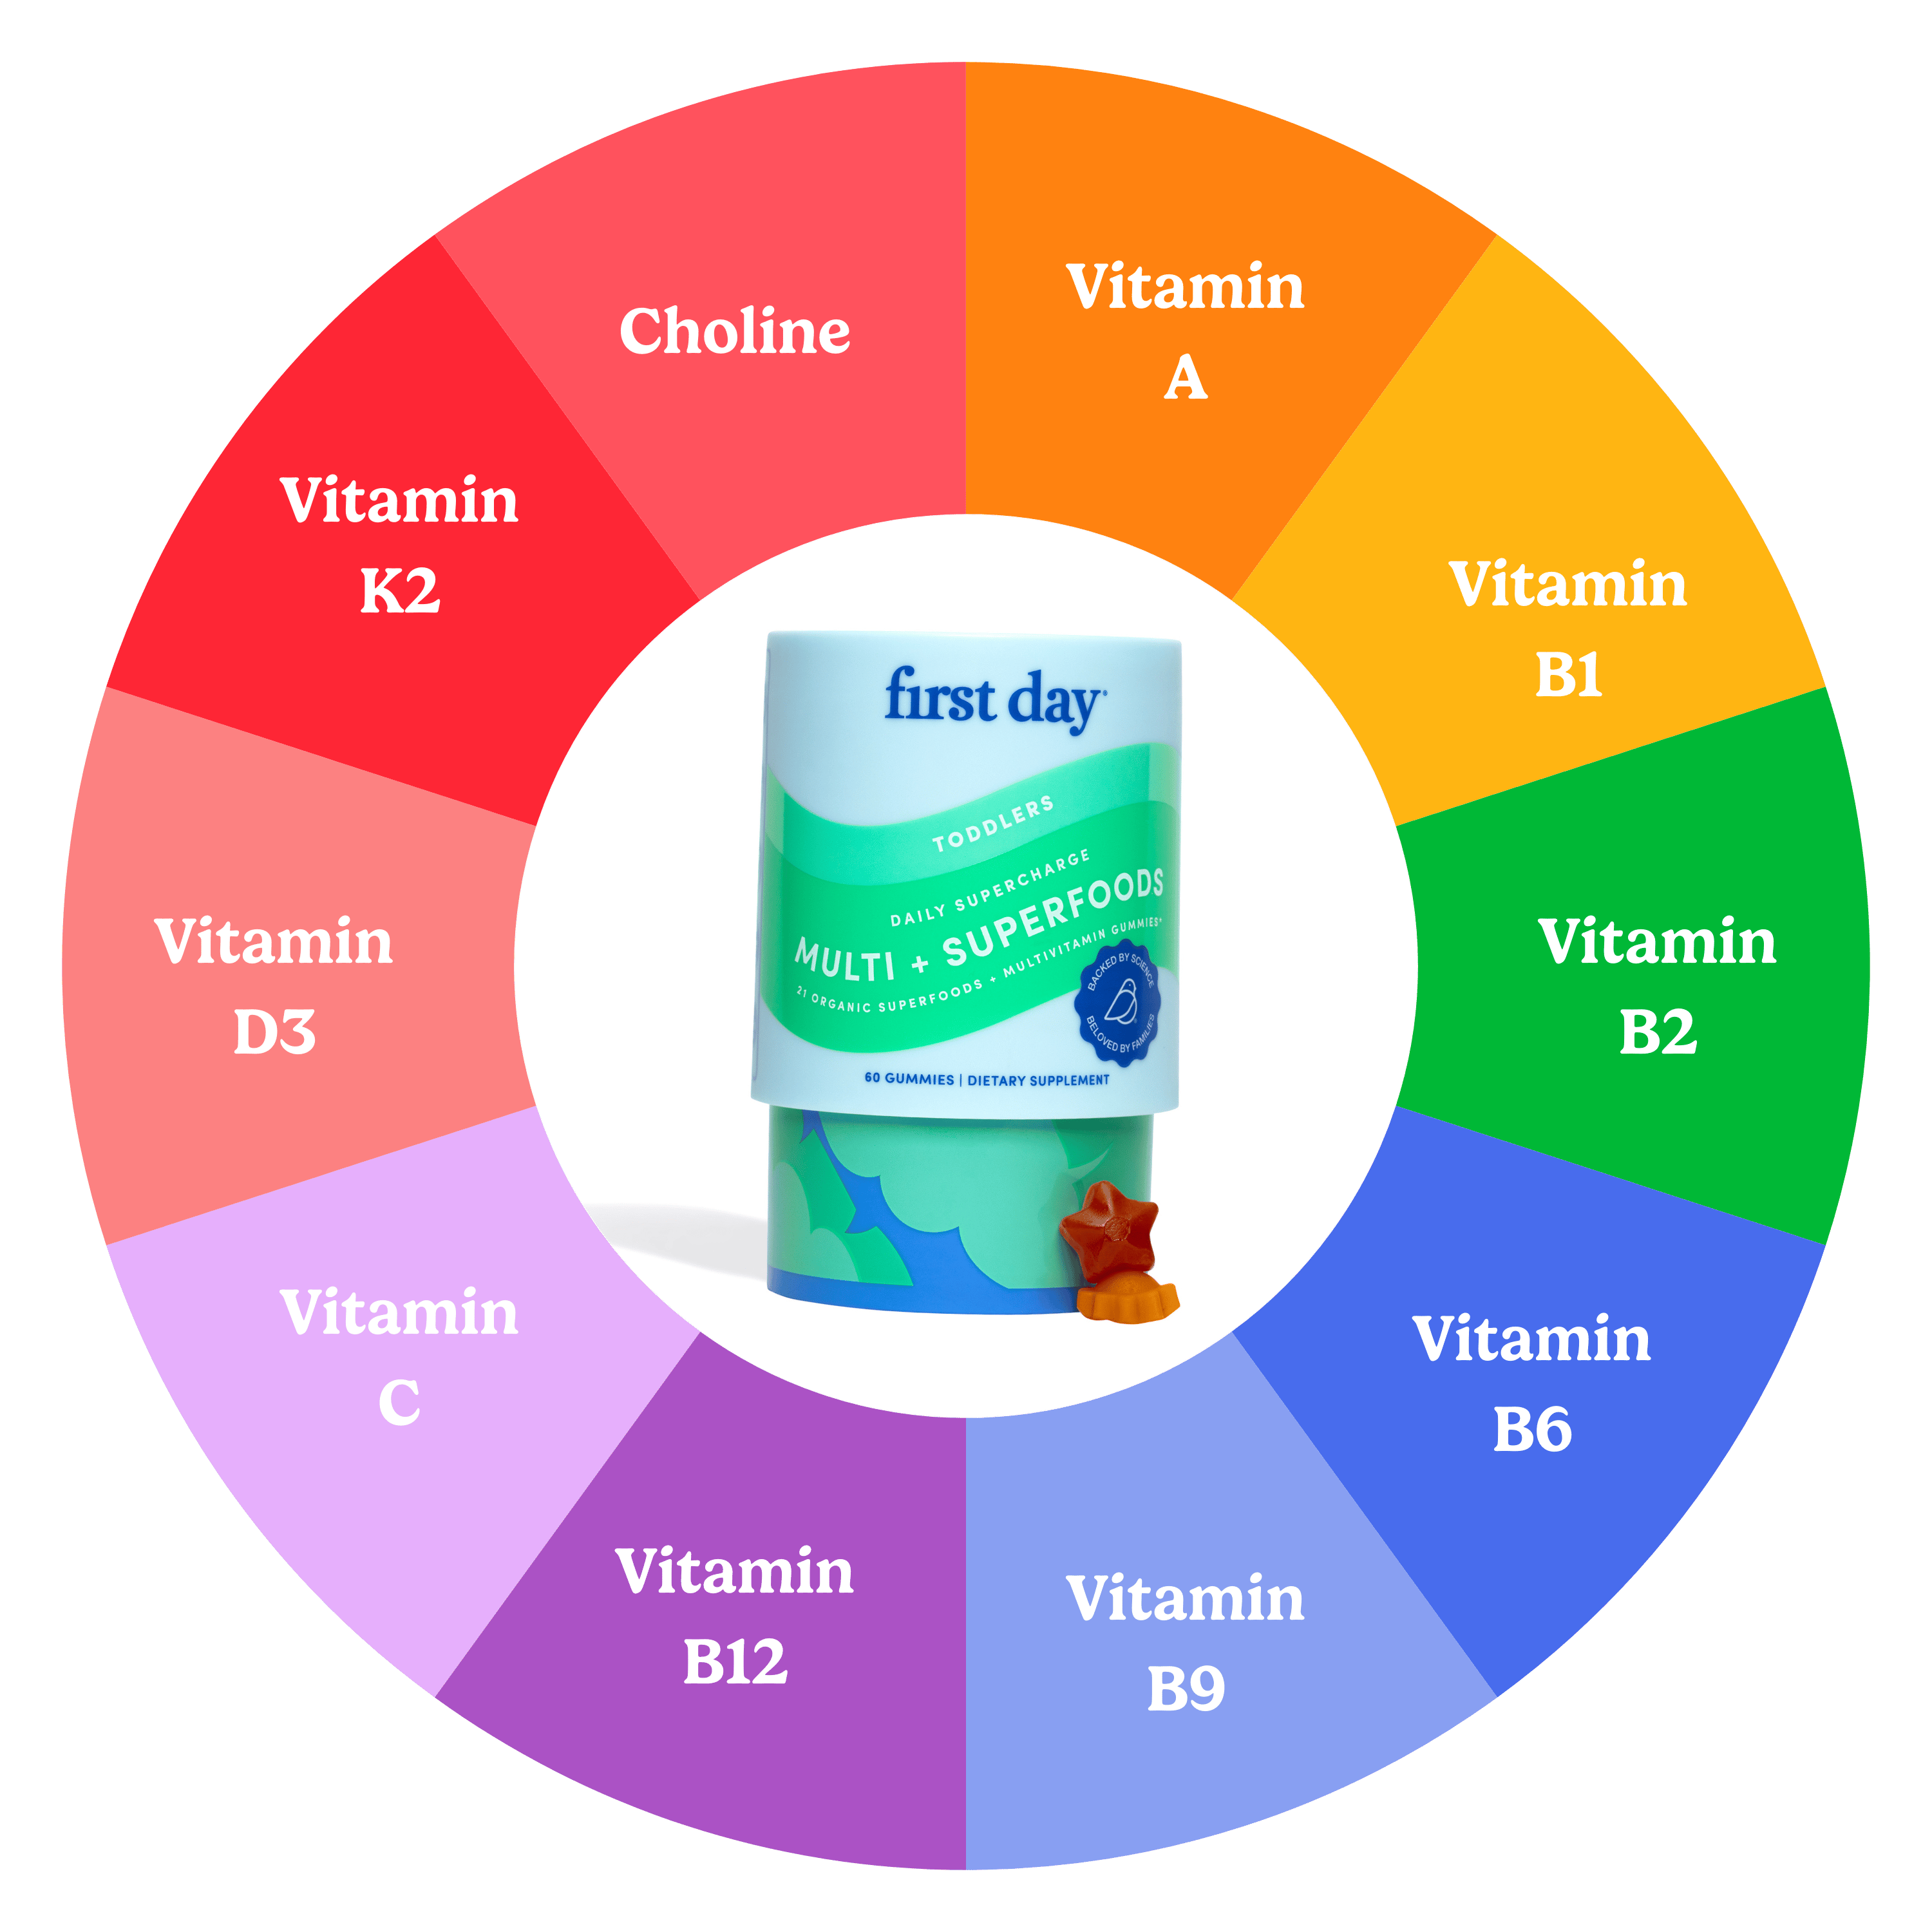 Choline
Vitamin
A
Vitamin
B1
Vitamin
B2
Vitamin
B6
Vitamin
B9
Vitamin
B12
Vitamin
C
Vitamin
D3
Vitamin
K2
first day
TODDLERS
DAILY SUPERCHARGE
MULTI + SUPERFOODS
21 ORGANIC SUPERFOODS + MULTIVITAMIN GUMMIES+
BACKED BY SCIENCE
BELOVED BY FAMILIES
60 GUMMIES | DIETARY SUPPLEMENT